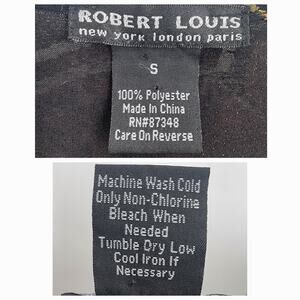 ROBERT LOUIS
new york london paris
S
100% Polyester
Made In China
RN#87348
Care On Reverse
Machine Wash Cold
Only Non-Chlorine
Bleach When
Needed
Tumble Dry Low
Cool Iron If
Necessary